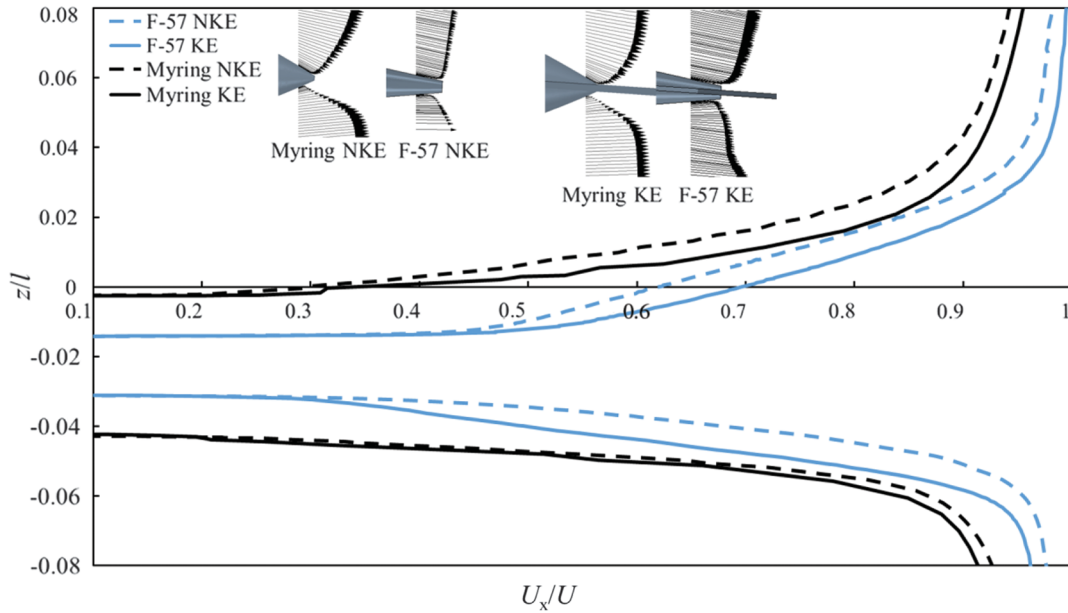 0.08
F-57 NKE
F-57 KE
Myring NKE
Myring KE
0.06
Myring NKE
F-57 NKE
Myring KE
F-57 KE
0.04
0.02
z/l
0
0.1 0.2 0.3 0.4 0.5 0.6 0.7 0.8 0.9 1
-0.02
-0.04
-0.06
-0.08
Ux/U